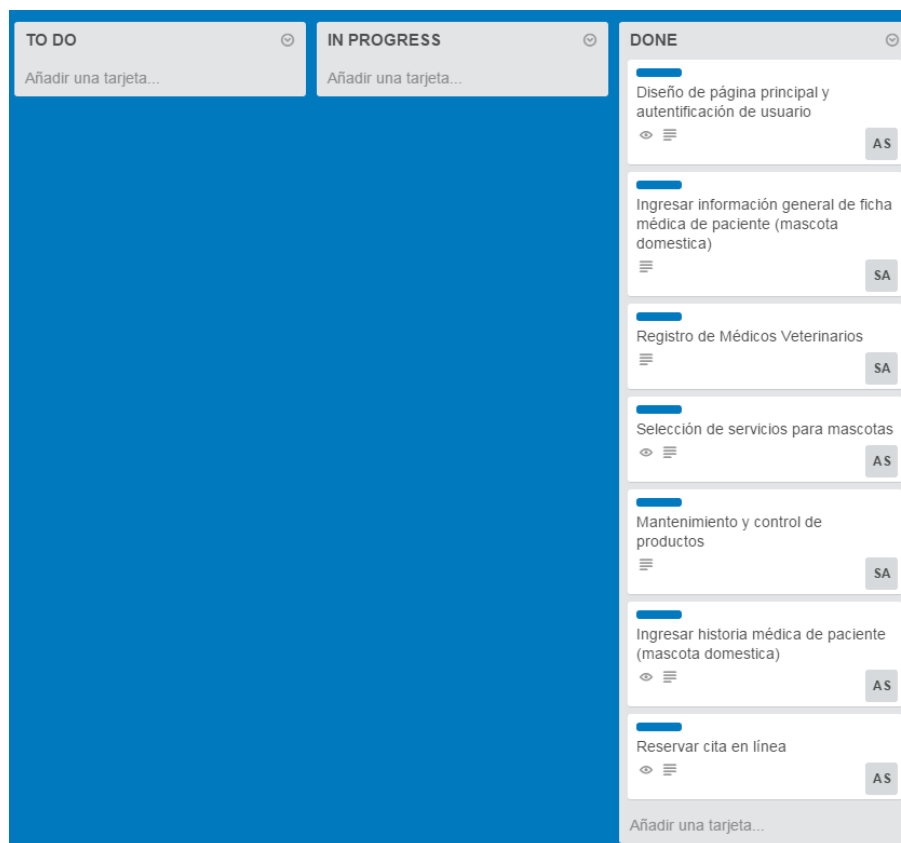 TO DO
Añadir una tarjeta...
IN PROGRESS
Añadir una tarjeta...
DONE
Diseño de página principal y
autentificación de usuario
AS
Ingresar información general de ficha
médica de paciente (mascota
domestica)
SA
Registro de Médicos Veterinarios
SA
Selección de servicios para mascotas
AS
Mantenimiento y control de
productos
SA
Ingresar historia médica de paciente
(mascota domestica)
AS
Reservar cita en línea
AS
Añadir una tarjeta...